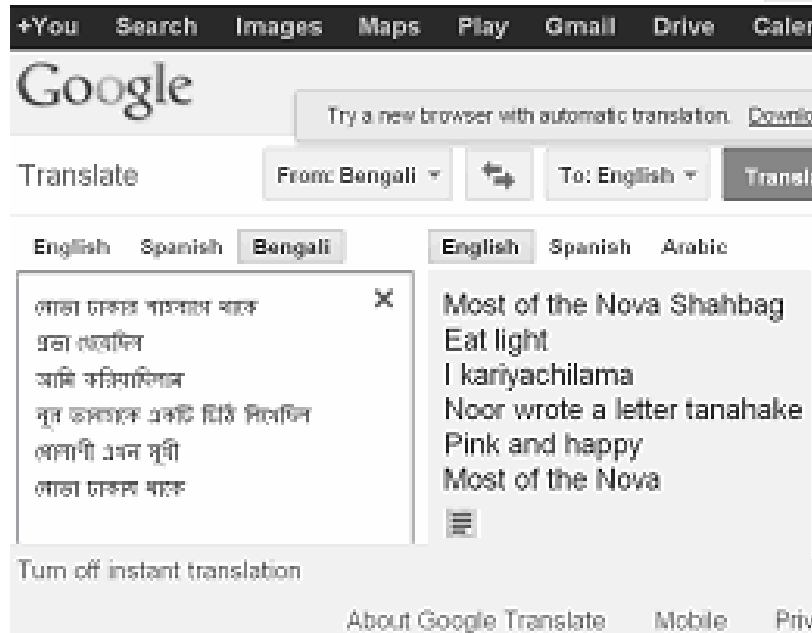 +You Search Images Maps Play Gmail Drive
Google
Try a new browser with automatic translation.
Translate From: Bengali To: English
English Spanish Bengali English Spanish Arabic
নোভা ঢাকার শাহবাগে থাকে
প্রভা খেয়েছিল
আমি করিয়াছিলাম
নূর তানহাকে একটি চিঠি লিখেছিল
গোলাপী এখন সুখী
নোভা ঢাকায় থাকে
Most of the Nova Shahbag
Eat light
I kariyachilama
Noor wrote a letter tanahake
Pink and happy
Most of the Nova
Turn off instant translation
About Google Translate Mobile